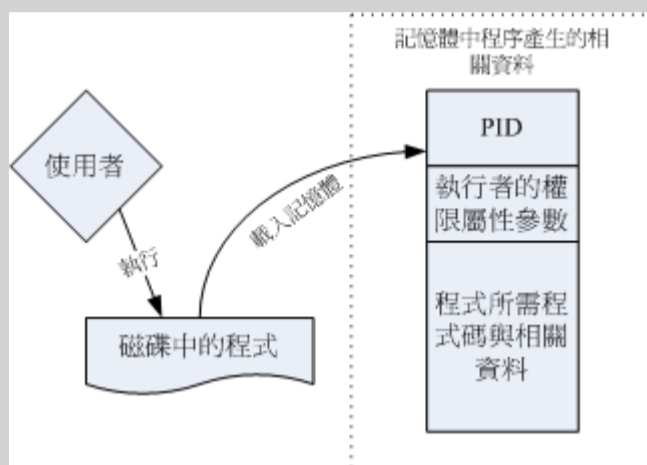 記憶體中程序產生的相
關資料
PID
使用者
執行者的權
限屬性參數
載入記憶體
執行
程式所需程
式碼與相關
資料
磁碟中的程式